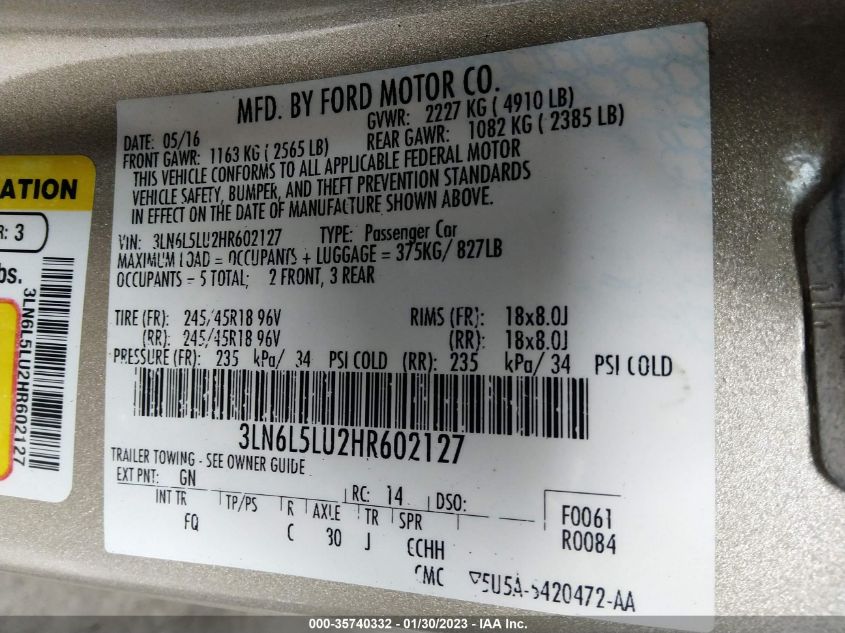 MFD. BY FORD MOTOR CO.
DATE: 05/16
GVWR: 2227 KG ( 4910 LB)
FRONT GAWR: 1163 KG ( 2565 LB)
REAR GAWR: 1082 KG ( 2385 LB)
THIS VEHICLE CONFORMS TO ALL APPLICABLE FEDERAL MOTOR
VEHICLE SAFETY, BUMPER, AND THEFT PREVENTION STANDARDS
IN EFFECT ON THE DATE OF MANUFACTURE SHOWN ABOVE.
VIN: 3LN6L5LU2HR602127 TYPE: Passenger Car
MAXIMUM LOAD = OCCUPANTS + LUGGAGE = 375KG/ 827LB
OCCUPANTS = 5 TOTAL; 2 FRONT, 3 REAR
TIRE (FR): 245/45R18 96V RIMS (FR): 18x8.0J
(RR): 245/45R18 96V (RR): 18x8.0J
PRESSURE (FR): 235 kPa/ 34 PSI COLD (RR): 235 kPa/ 34 PSI COLD
3LN6L5LU2HR602127
TRAILER TOWING - SEE OWNER GUIDE
EXT PNT: GN RC: 14 DSO:
INT TR TP/PS R AXLE TR SPR
FQ C 30 J CCHH
F0061
R0084
CMC 5U5A-5420472-AA
ATION
R: 3
bs.
3LN6L5LU2HR602127
000-35740332 - 01/30/2023 - IAA Inc.